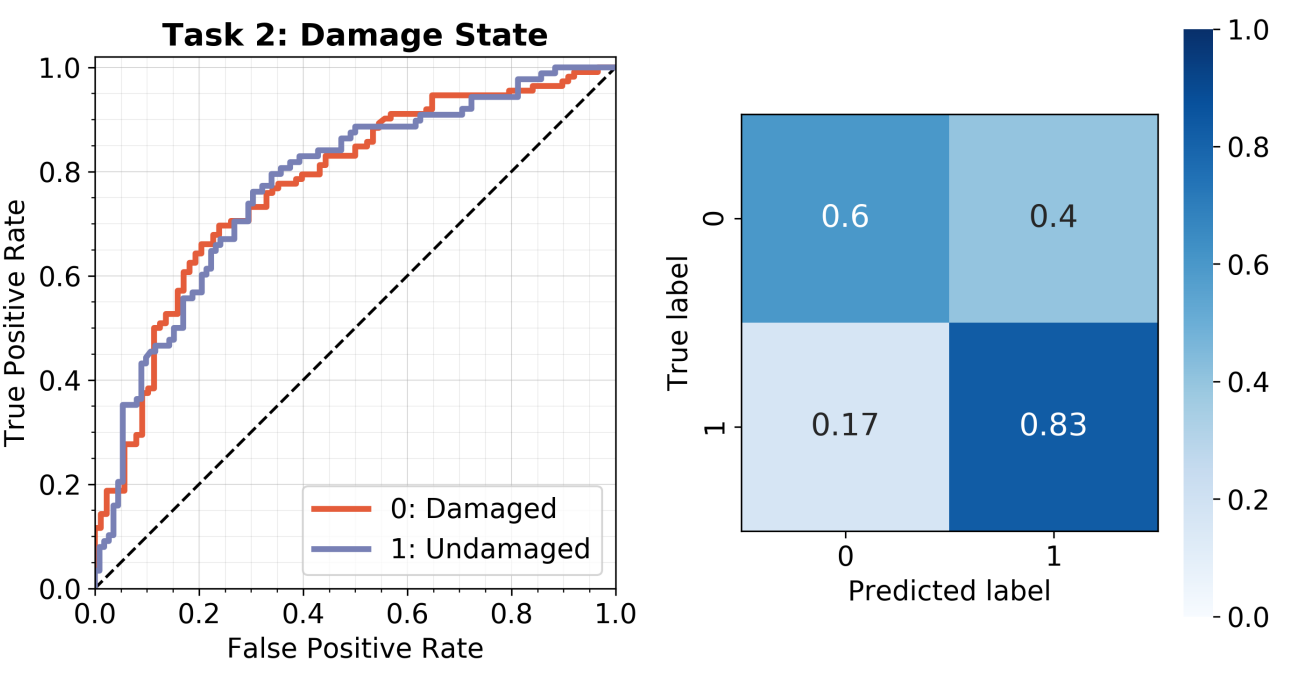 Task 2: Damage State
True Positive Rate
1.0
0.8
0.6
0.4
0.2
0.0
0.0 0.2 0.4 0.6 0.8 1.0
False Positive Rate
0: Damaged
1: Undamaged
True label
0
1
0.6 0.4
0.17 0.83
0 1
Predicted label
1.0
0.8
0.6
0.4
0.2
0.0